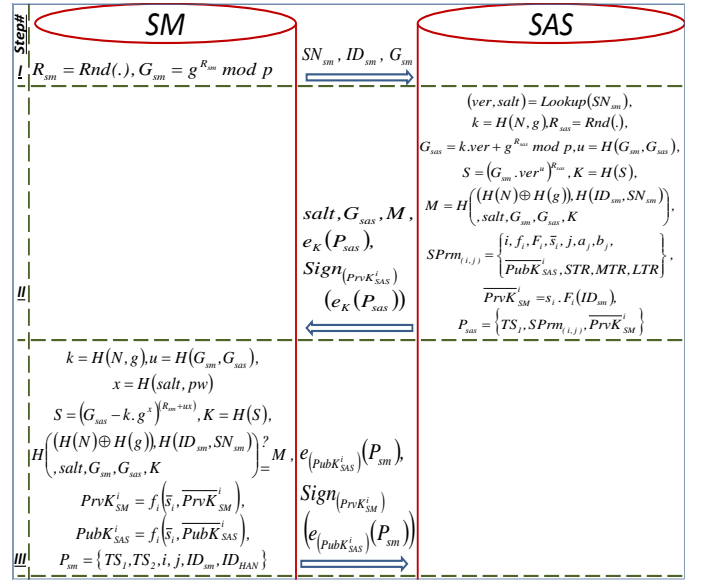 Step#
SM
SAS
I
R_sm = Rnd(.), G_sm = g^{R_sm} mod p
SN_sm, ID_sm, G_sm
(ver, salt) = Lookup(SN_sm),
k = H(N, g), R_sas = Rnd(.),
G_sas = k.ver + g^{R_sas} mod p, u = H(G_sm, G_sas),
S = (G_sm . ver^u)^{R_sas}, K = H(S),
M = H((H(N) ⊕ H(g)), H(ID_sm, SN_sm)
, salt, G_sm, G_sas, K),
SPrm_(i,j) = {i, f_i, F_i, s̄_i, j, a_j, b_j,
\overline{PubK}^i_SAS, STR, MTR, LTR},
\overline{PrvK}^i_SM = s_i . F_i(ID_sm),
P_sas = {TS_1, SPrm_(i,j), \overline{PrvK}^i_SM}
salt, G_sas, M,
e_K(P_sas),
Sign_(PrvK^i_SAS)
(e_K(P_sas))
II
k = H(N, g), u = H(G_sm, G_sas),
x = H(salt, pw)
S = (G_sas − k. g^x)^{(R_sm + ux)}, K = H(S),
H((H(N) ⊕ H(g)), H(ID_sm, SN_sm)
, salt, G_sm, G_sas, K) ?= M,
PrvK^i_SM = f_i(s̄_i, \overline{PrvK}^i_SM),
PubK^i_SAS = f_i(s̄_i, \overline{PubK}^i_SAS),
P_sm = {TS_1, TS_2, i, j, ID_sm, ID_HAN}
e_(PubK^i_SAS)(P_sm),
Sign_(PrvK^i_SM)
(e_(PubK^i_SAS)(P_sm))
III